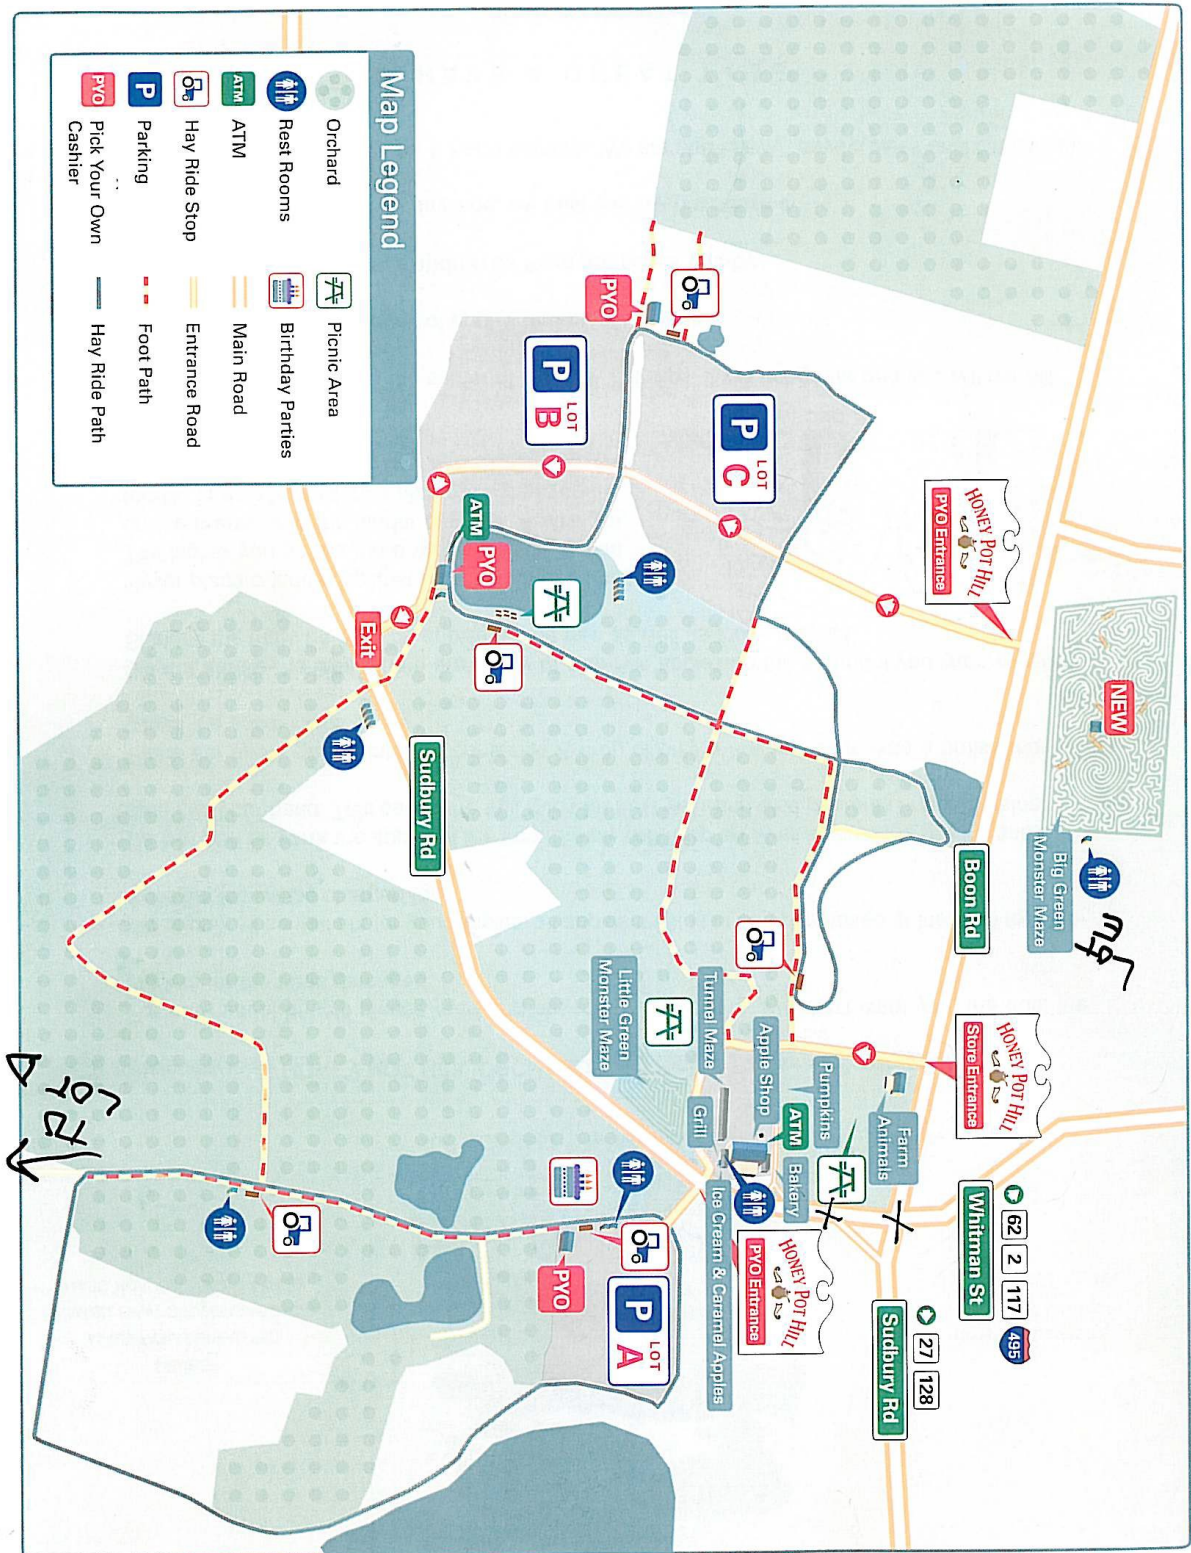 Whitman St
62 2 117 495
Sudbury Rd
27 128
HONEY POT HILL
Store Entrance
HONEY POT HILL
PYO Entrance
NEW
Big Green
Monster Maze
Boon Rd
Farm
Animals
Pumpkins
ATM
Bakery
Apple Shop
Tunnel Maze
Grill
Ice Cream & Caramel Apples
HONEY POT HILL
PYO Entrance
Little Green
Monster Maze
LOT
P C
LOT
P B
LOT
P A
PYO
PYO
PYO
ATM
Exit
Sudbury Rd
Map Legend
Orchard
Rest Rooms
ATM ATM
Hay Ride Stop
P Parking
PYO Pick Your Own
Cashier
Picnic Area
Birthday Parties
Main Road
Entrance Road
Foot Path
Hay Ride Path